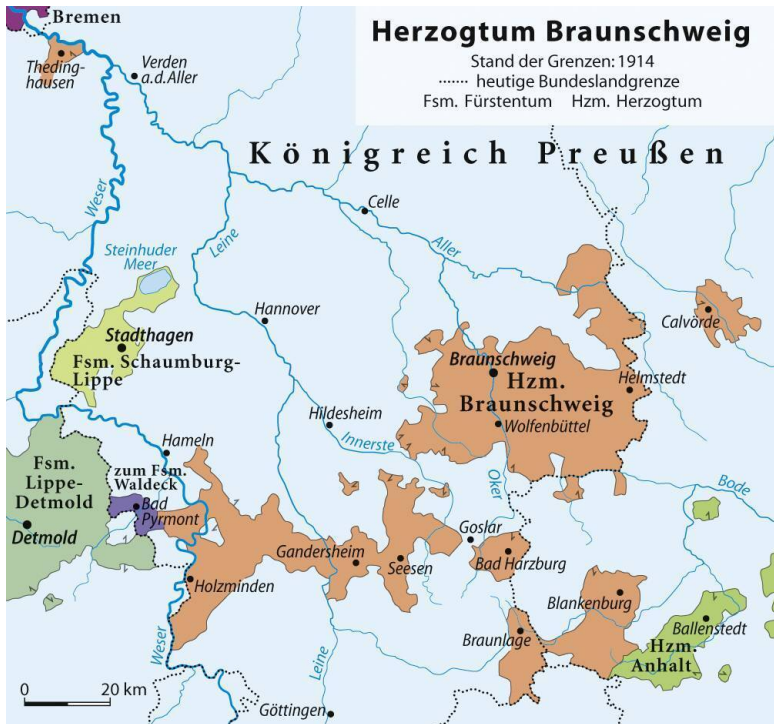 Herzogtum Braunschweig
Stand der Grenzen: 1914
heutige Bundeslandgrenze
Fsm. Fürstentum Hzm. Herzogtum
Bremen
Theding-
hausen
Verden
a.d. Aller
Königreich Preußen
Weser
Leine
Celle
Aller
Steinhuder
Meer
Hannover
Calvörde
Stadthagen
Fsm. Schaumburg-
Lippe
Braunschweig
Hzm.
Braunschweig
Helmstedt
Hildesheim
Wolfenbüttel
Innerste
Hameln
Fsm.
Lippe-
Detmold
zum Fsm.
Waldeck
Bad
Pyrmont
Oker
Bode
Detmold
Goslar
Gandersheim
Seesen
Bad Harzburg
Holzminden
Blankenburg
Ballenstedt
Braunlage
Hzm.
Anhalt
Weser
Leine
0 20 km
Göttingen